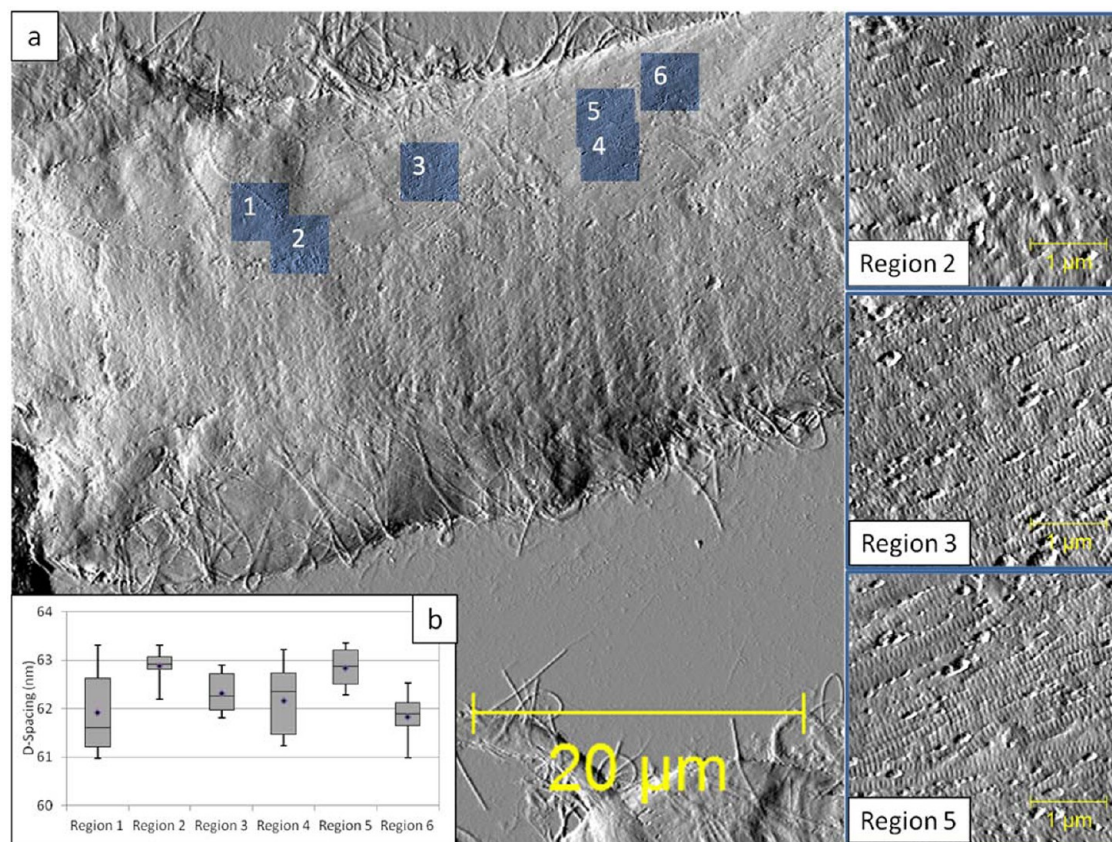 a
1
2
3
4
5
6
Region 2
1 µm
Region 3
1 µm
Region 5
1 µm
20 µm
b
D-Spacing (nm)
64
63
62
61
60
Region 1 Region 2 Region 3 Region 4 Region 5 Region 6